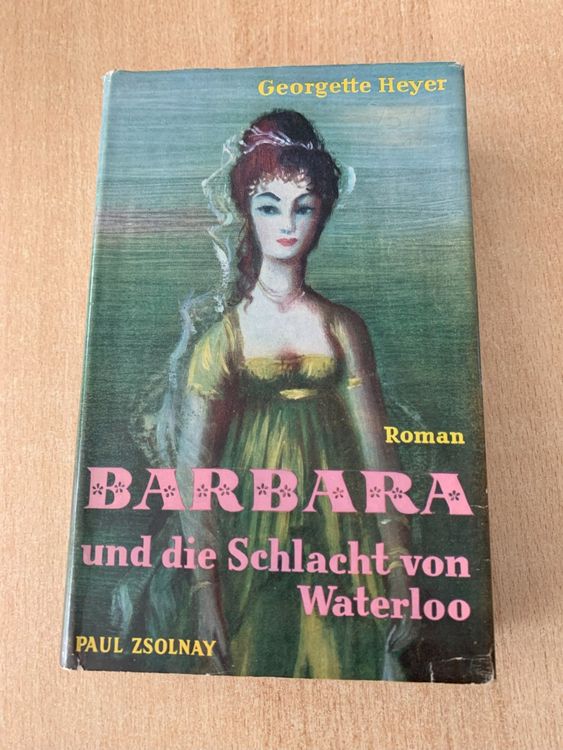 Georgette Heyer
Roman
BARBARA
und die Schlacht von
Waterloo
PAUL ZSOLNAY